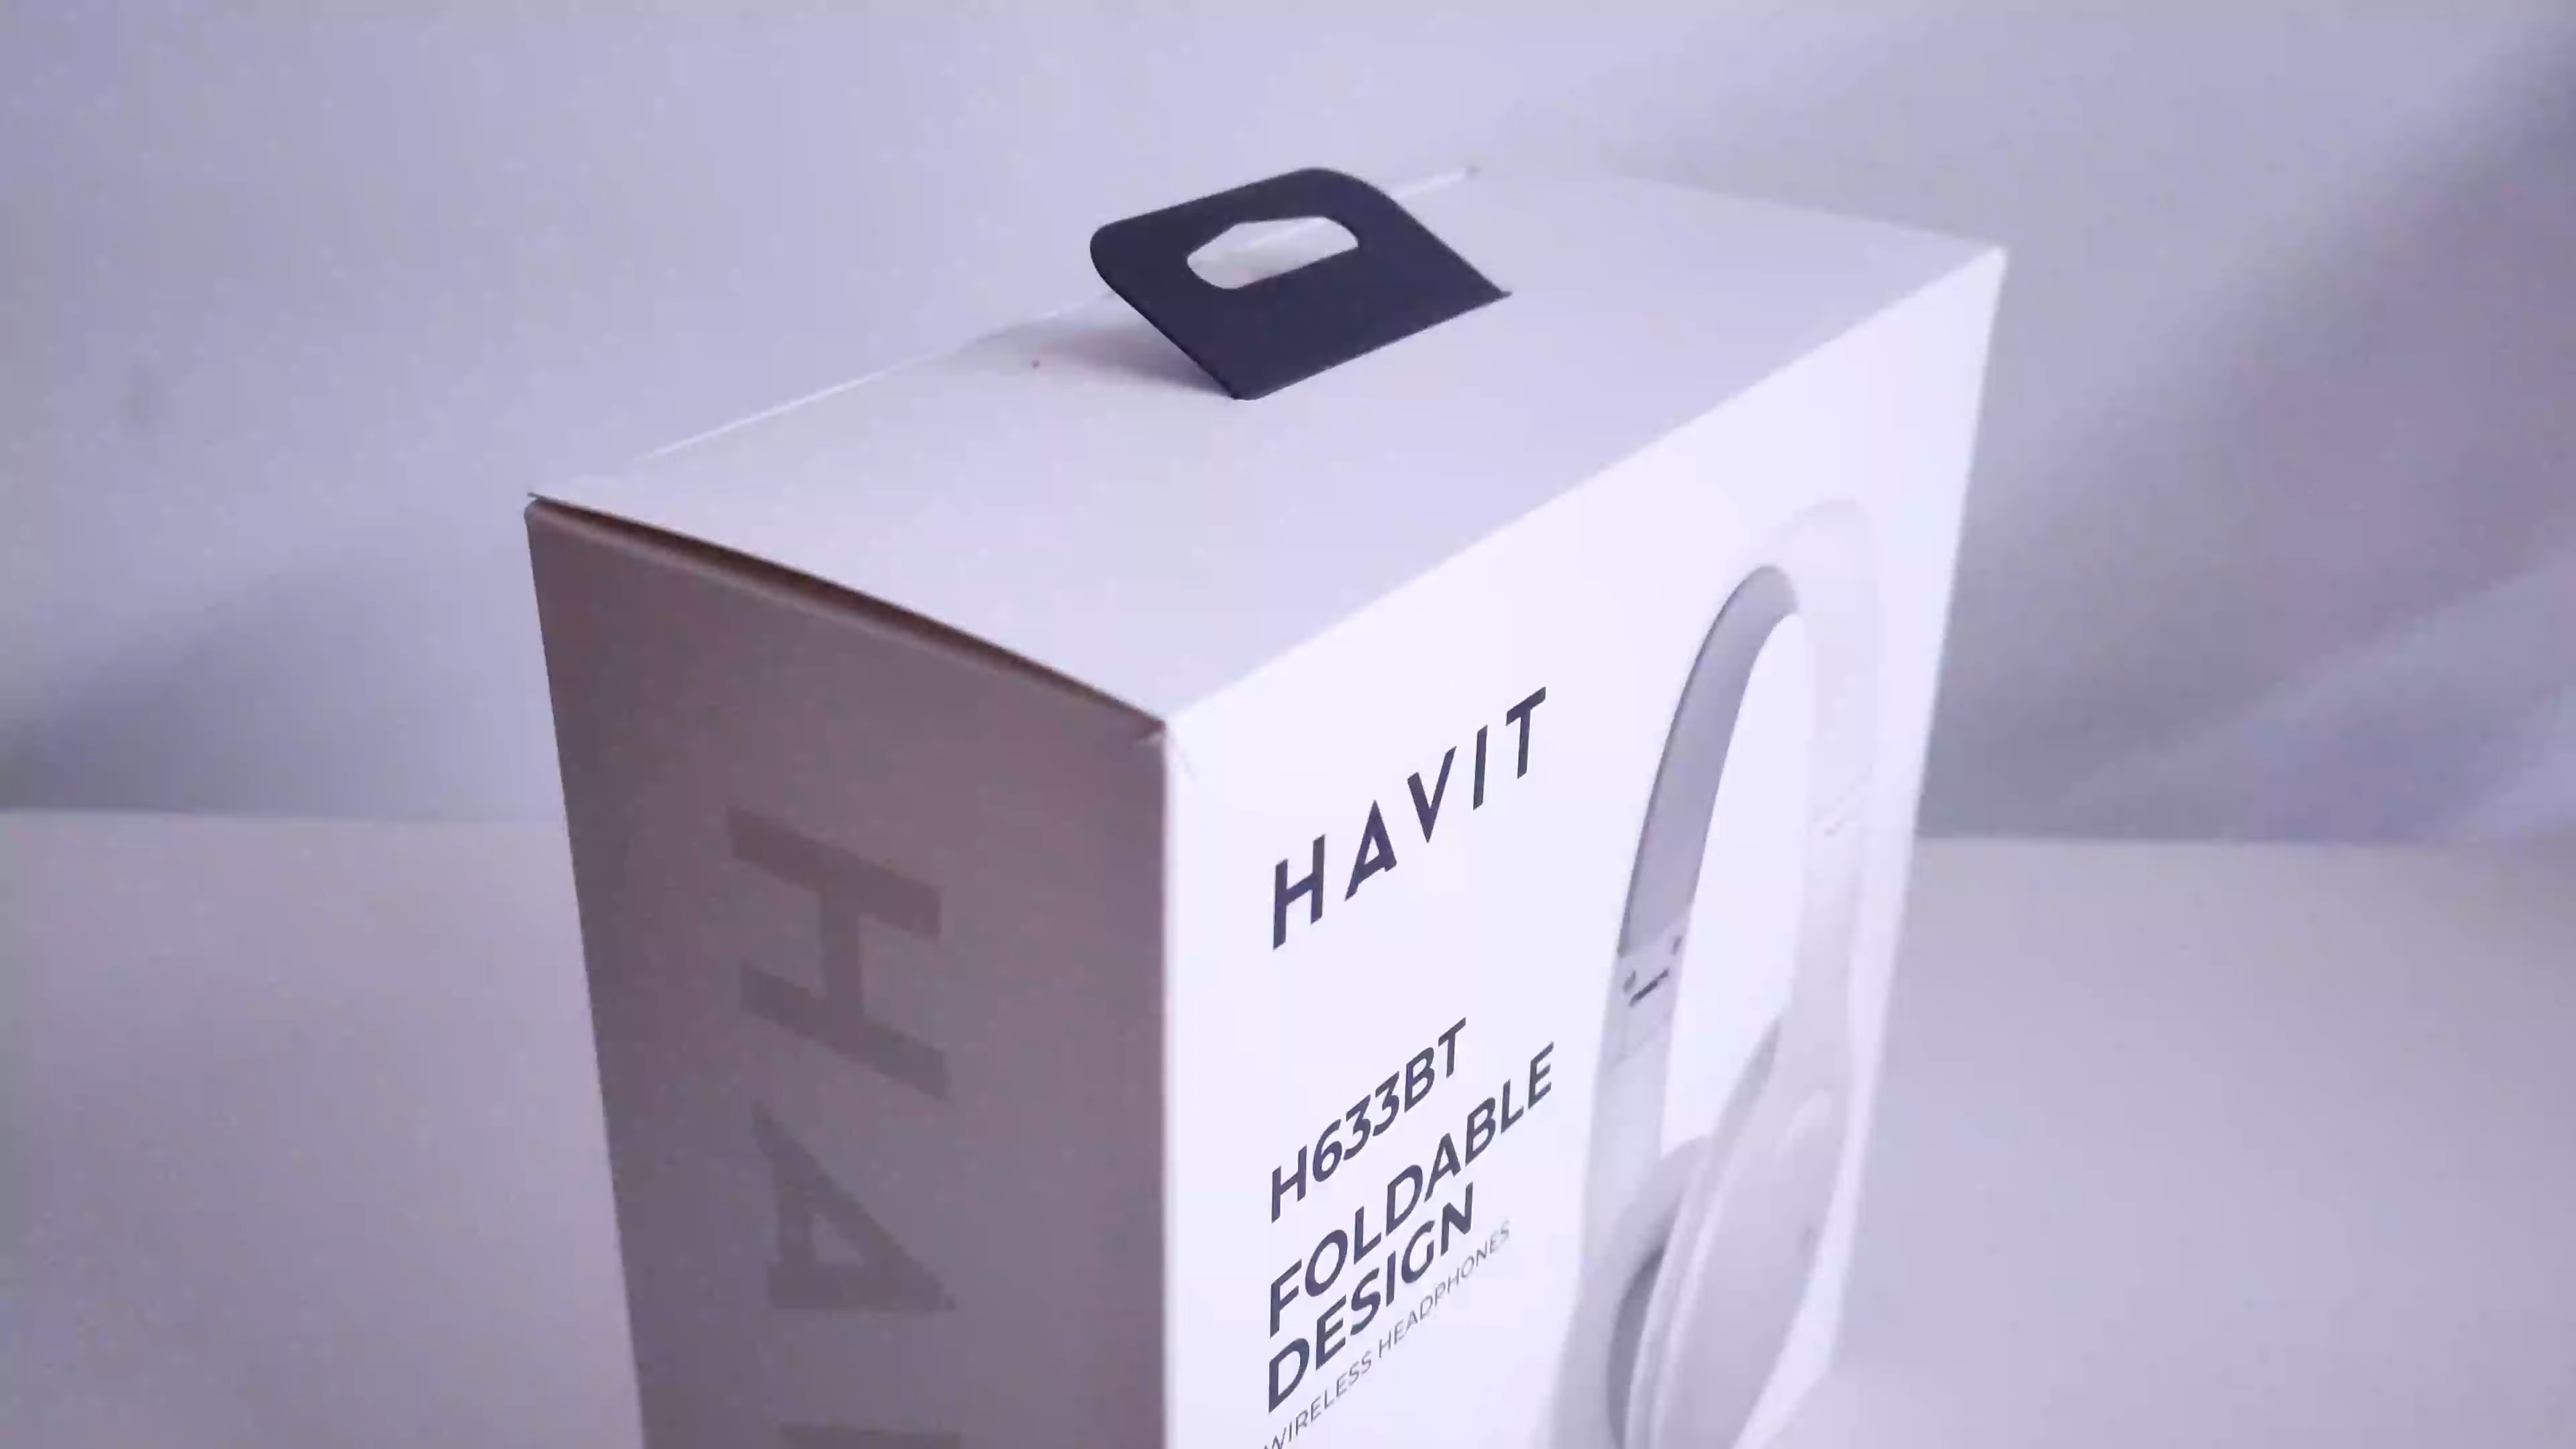 HAVIT
H633BT
FOLDABLE
DESIGN
WIRELESS HEADPHONES
HA